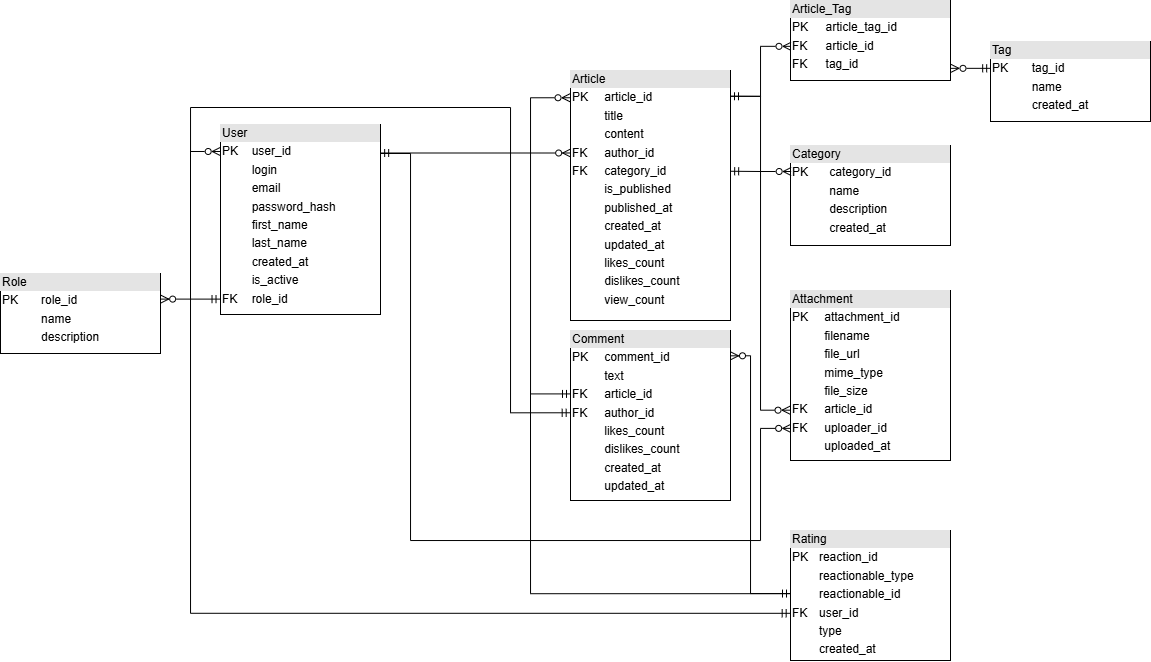 Article_Tag
PK article_tag_id
FK article_id
FK tag_id
Tag
PK tag_id
name
created_at
Article
PK article_id
title
content
FK author_id
FK category_id
is_published
published_at
created_at
updated_at
likes_count
dislikes_count
view_count
User
PK user_id
login
email
password_hash
first_name
last_name
created_at
is_active
FK role_id
Category
PK category_id
name
description
created_at
Role
PK role_id
name
description
Attachment
PK attachment_id
filename
file_url
mime_type
file_size
FK article_id
FK uploader_id
uploaded_at
Comment
PK comment_id
text
FK article_id
FK author_id
likes_count
dislikes_count
created_at
updated_at
Rating
PK reaction_id
reactionable_type
reactionable_id
FK user_id
type
created_at